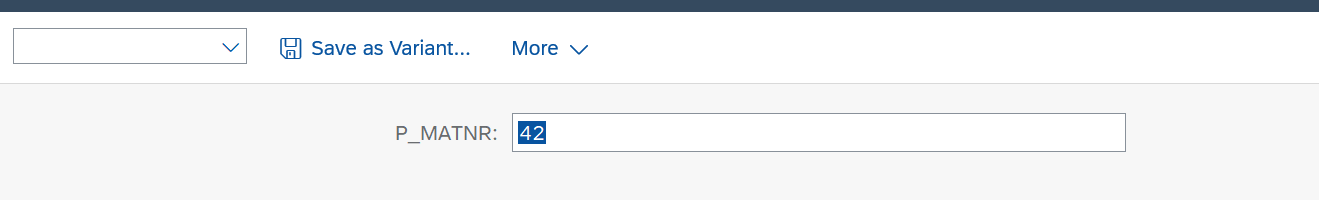 Save as Variant... More
P_MATNR: 42